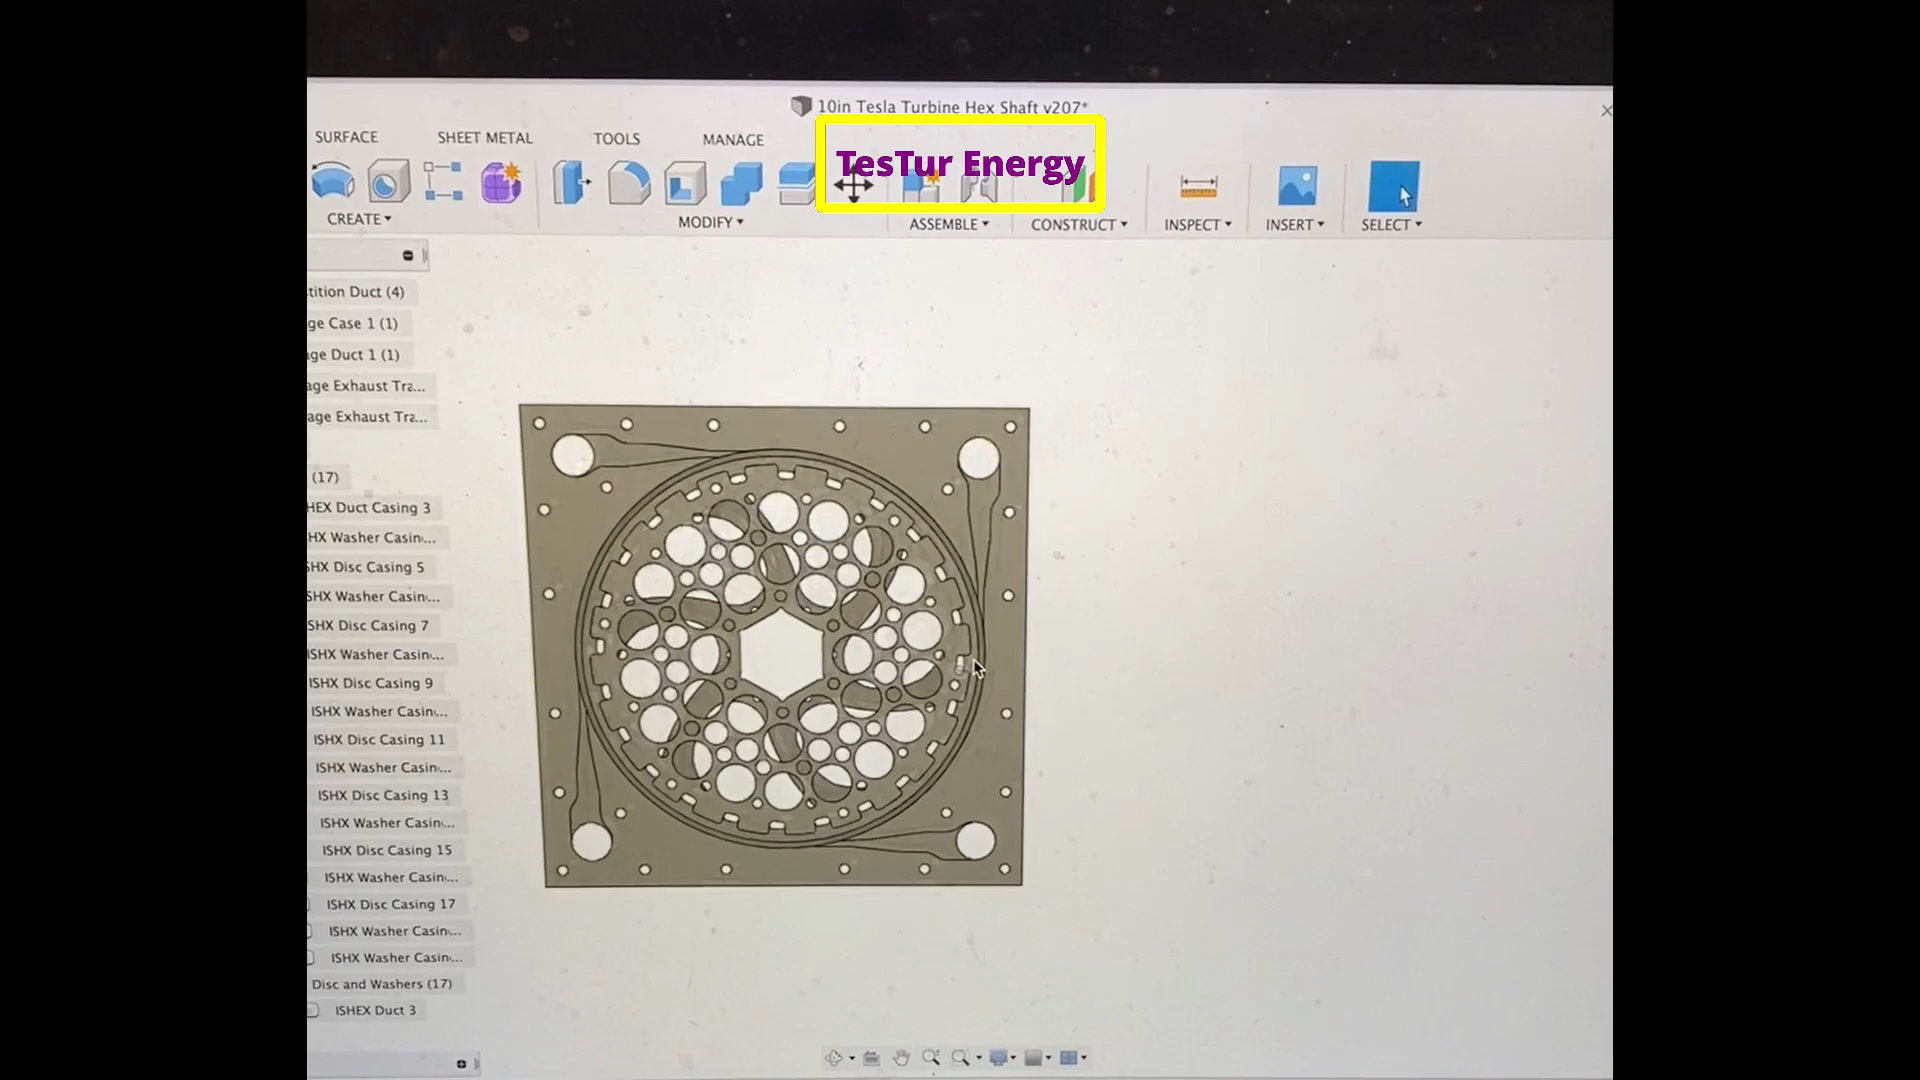 10in Tesla Turbine Hex Shaft v207*
SURFACE SHEET METAL TOOLS MANAGE
TesTur Energy
CREATE MODIFY ASSEMBLE CONSTRUCT INSPECT INSERT SELECT
tition Duct (4)
ge Case 1 (1)
age Duct 1 (1)
age Exhaust Tra...
age Exhaust Tra...
(17)
HEX Duct Casing 3
HX Washer Casin...
SHX Disc Casing 5
SHX Washer Casin...
SHX Disc Casing 7
ISHX Washer Casin...
ISHX Disc Casing 9
ISHX Washer Casin...
ISHX Disc Casing 11
ISHX Washer Casin...
ISHX Disc Casing 13
ISHX Washer Casin...
ISHX Disc Casing 15
ISHX Washer Casin...
ISHX Disc Casing 17
ISHX Washer Casin...
ISHX Washer Casin...
Disc and Washers (17)
ISHEX Duct 3